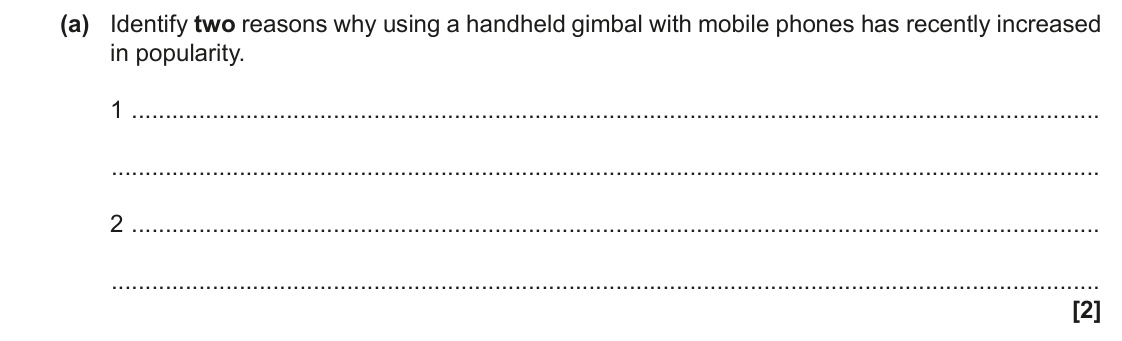 (a) Identify two reasons why using a handheld gimbal with mobile phones has recently increased
in popularity.
1 ....................................................................................................................................................
.......................................................................................................................................................
2 ....................................................................................................................................................
.......................................................................................................................................................
[2]